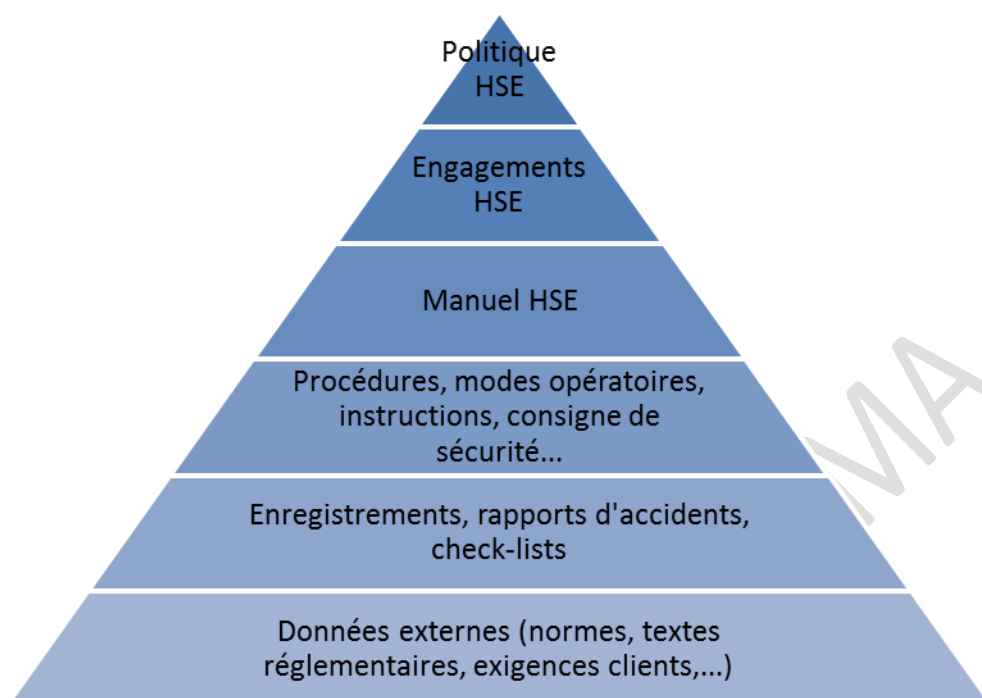 Politique
HSE
Engagements
HSE
Manuel HSE
Procédures, modes opératoires,
instructions, consigne de
sécurité...
Enregistrements, rapports d'accidents,
check-lists
Données externes (normes, textes
réglementaires, exigences clients,...)
MA